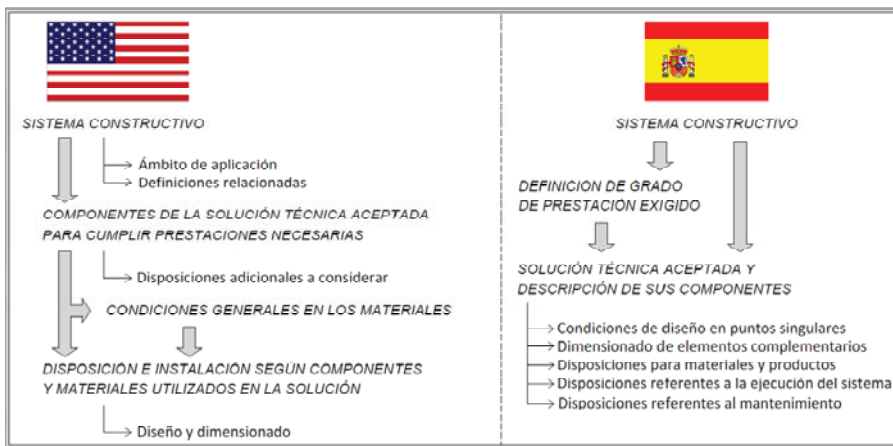 SISTEMA CONSTRUCTIVO
Ámbito de aplicación
Definiciones relacionadas
COMPONENTES DE LA SOLUCIÓN TÉCNICA ACEPTADA
PARA CUMPLIR PRESTACIONES NECESARIAS
Disposiciones adicionales a considerar
CONDICIONES GENERALES EN LOS MATERIALES
DISPOSICIÓN E INSTALACIÓN SEGÚN COMPONENTES
Y MATERIALES UTILIZADOS EN LA SOLUCIÓN
Diseño y dimensionado
SISTEMA CONSTRUCTIVO
DEFINICION DE GRADO
DE PRESTACIÓN EXIGIDO
SOLUCIÓN TÉCNICA ACEPTADA Y
DESCRIPCIÓN DE SUS COMPONENTES
Condiciones de diseño en puntos singulares
Dimensionado de elementos complementarios
Disposiciones para materiales y productos
Disposiciones referentes a la ejecución del sistema
Disposiciones referentes al mantenimiento